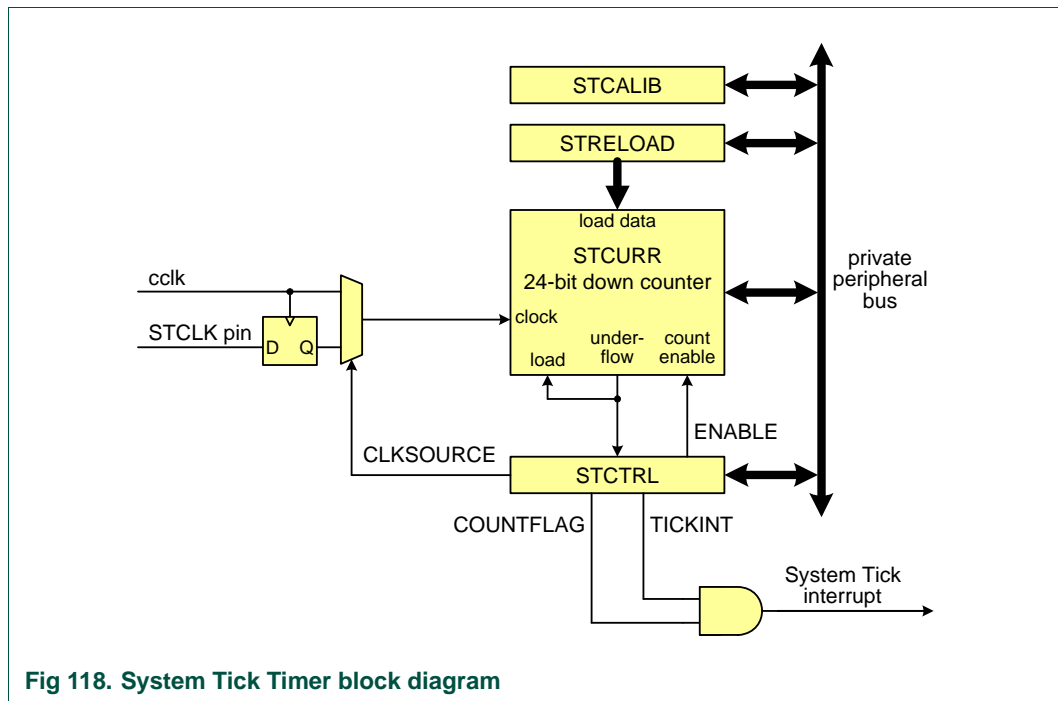 STCALIB
STRELOAD
load data
STCURR
24-bit down counter
private
peripheral
bus
cclk
STCLK pin
D Q
clock
load
under-
flow
count
enable
CLKSOURCE
ENABLE
STCTRL
COUNTFLAG
TICKINT
System Tick
interrupt
Fig 118. System Tick Timer block diagram